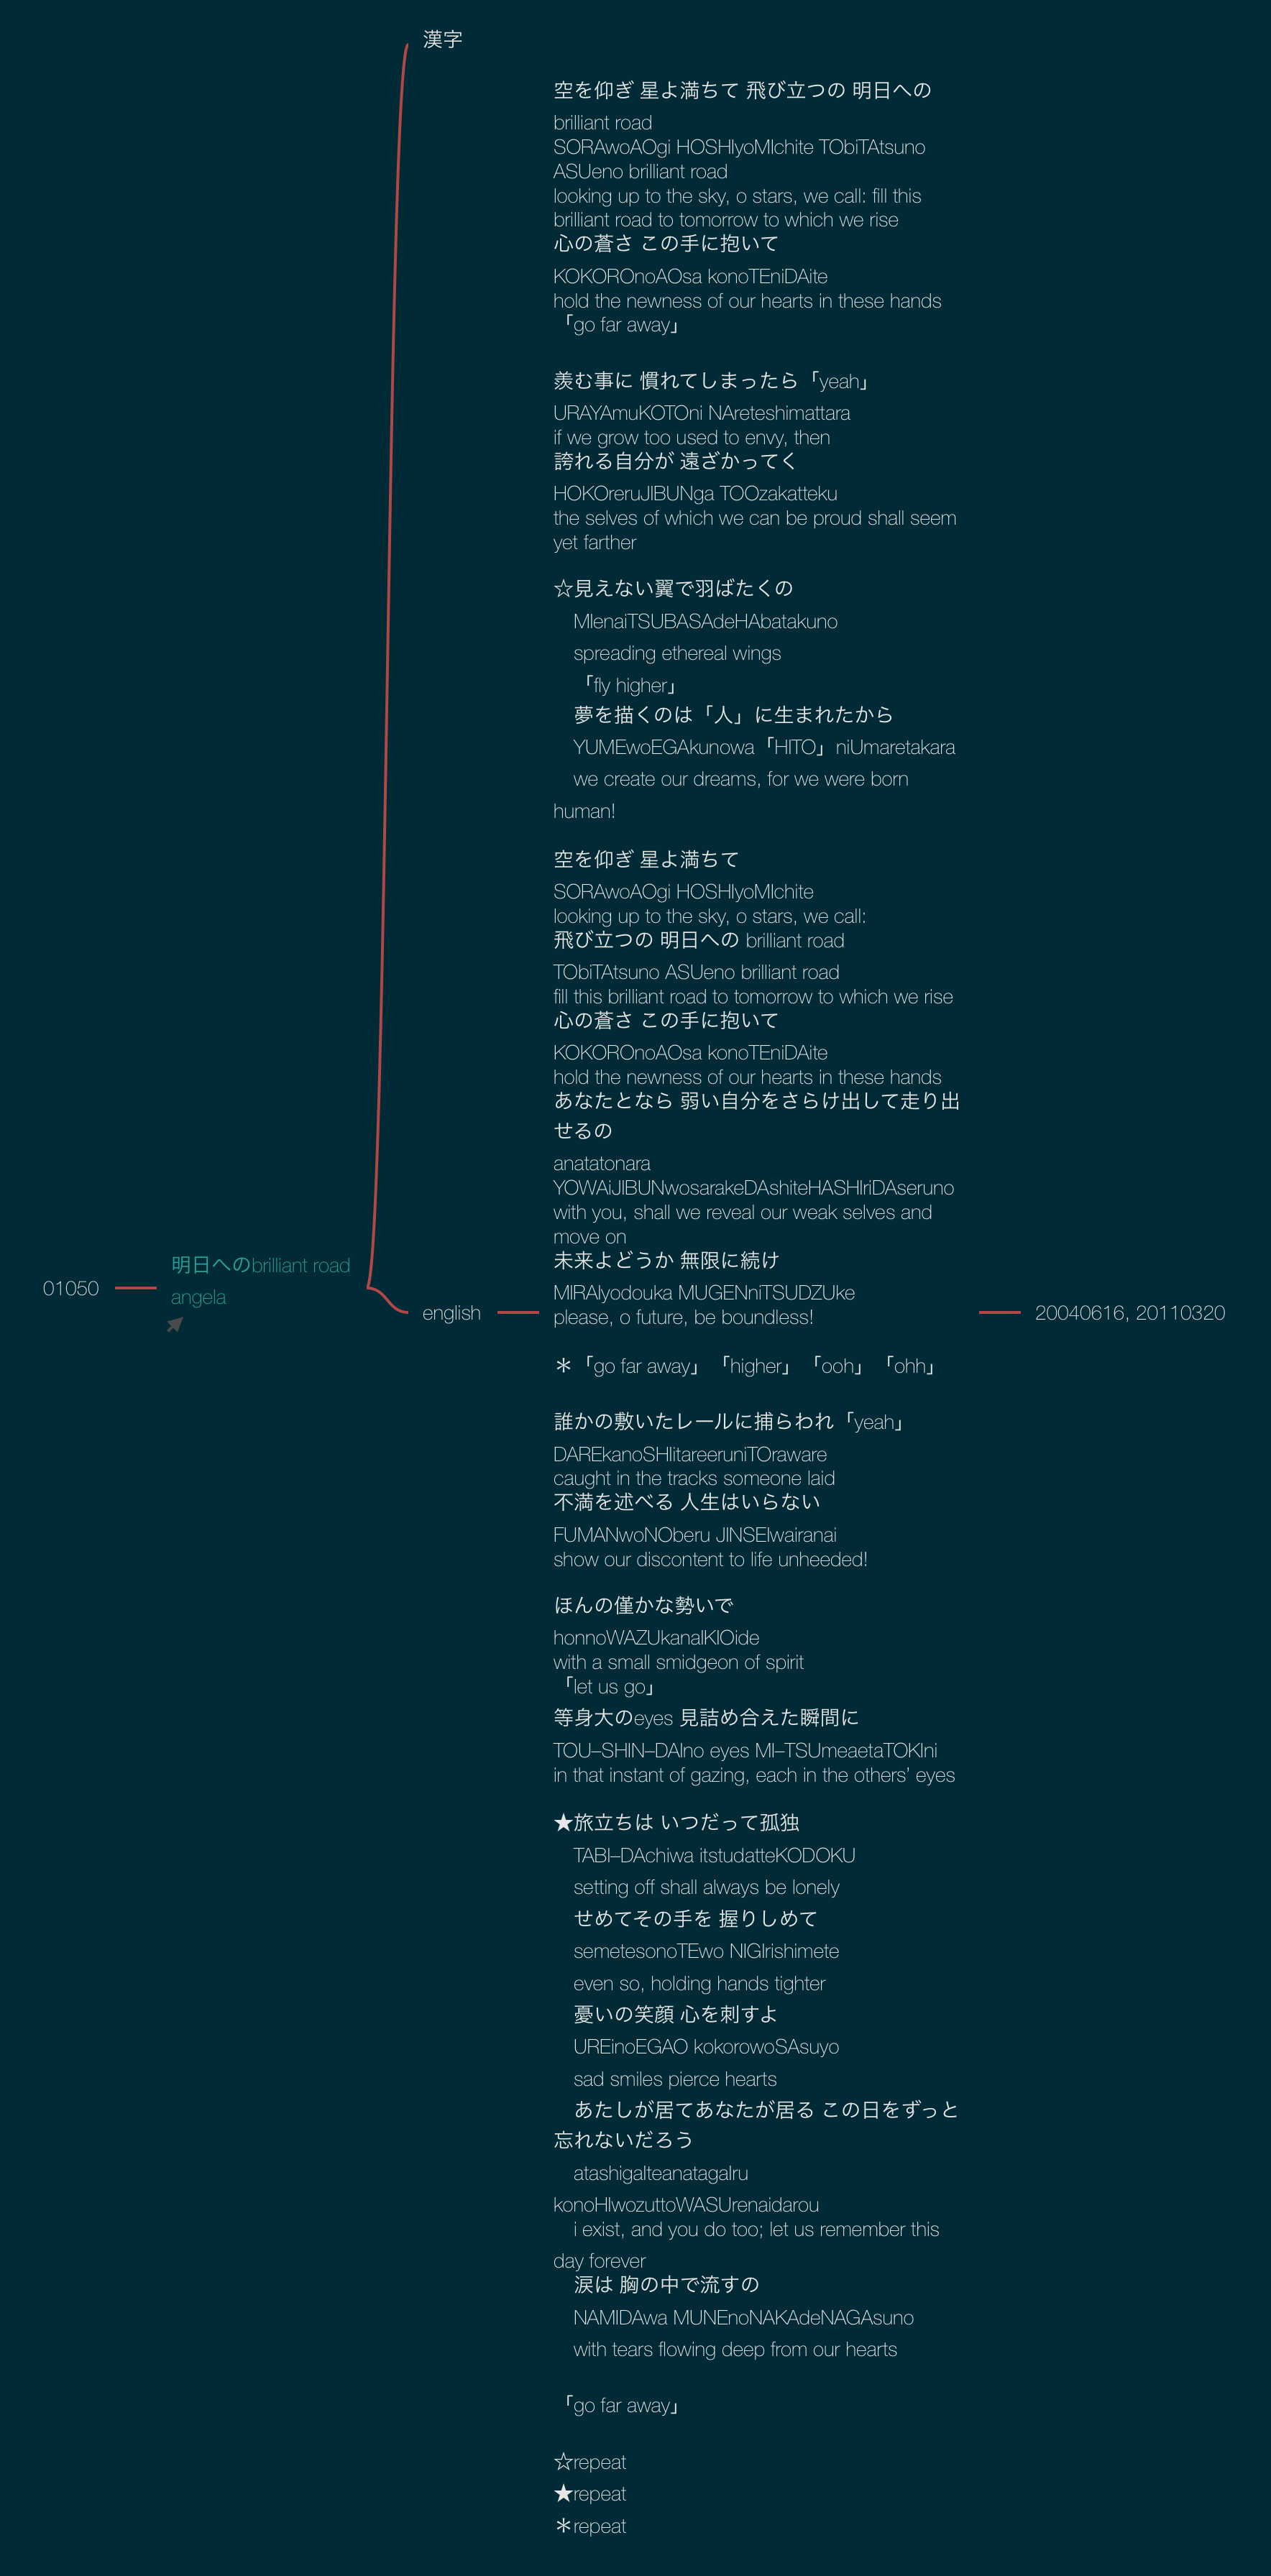 漢字
空を仰ぎ 星よ満ちて 飛び立つの 明日への
brilliant road
SORAwoAOgi HOSHIyoMIchite TObiTAtsuno
ASUeno brilliant road
looking up to the sky, o stars, we call: fill this
brilliant road to tomorrow to which we rise
心の蒼さ この手に抱いて
KOKOROnoAOsa konoTEniDAite
hold the newness of our hearts in these hands
「go far away」
羨む事に 慣れてしまったら「yeah」
URAYAmuKOTOni NAreteshimattara
if we grow too used to envy, then
誇れる自分が 遠ざかってく
HOKOreruJIBUNga TOOzakatteku
the selves of which we can be proud shall seem
yet farther
☆見えない翼で羽ばたくの
MIenaiTSUBASAdeHAbatakuno
spreading ethereal wings
「fly higher」
夢を描くのは「人」に生まれたから
YUMEwoEGAkunowa「HITO」niUmaretakara
we create our dreams, for we were born
human!
空を仰ぎ 星よ満ちて
SORAwoAOgi HOSHIyoMIchite
looking up to the sky, o stars, we call:
飛び立つの 明日への brilliant road
TObiTAtsuno ASUeno brilliant road
fill this brilliant road to tomorrow to which we rise
心の蒼さ この手に抱いて
KOKOROnoAOsa konoTEniDAite
hold the newness of our hearts in these hands
あなたとなら 弱い自分をさらけ出して走り出
せるの
anatatonara
YOWAiJIBUNwosarakeDAshiteHASHIriDAseruno
with you, shall we reveal our weak selves and
move on
未来よどうか 無限に続け
MIRAIyodouka MUGENniTSUDZUke
please, o future, be boundless!
＊「go far away」「higher」「ooh」「ohh」
誰かの敷いたレールに捕らわれ「yeah」
DAREkanoSHIitareeruniTOraware
caught in the tracks someone laid
不満を述べる 人生はいらない
FUMANwoNOberu JINSEIwairanai
show our discontent to life unheeded!
ほんの僅かな勢いで
honnoWAZUkanaIKIOide
with a small smidgeon of spirit
「let us go」
等身大のeyes 見詰め合えた瞬間に
TOU–SHIN–DAIno eyes MI–TSUmeaetaTOKIni
in that instant of gazing, each in the others’ eyes
★旅立ちは いつだって孤独
TABI–DAchiwa itstudatteKODOKU
setting off shall always be lonely
せめてその手を 握りしめて
semetesonoTEwo NIGIrishimete
even so, holding hands tighter
憂いの笑顔 心を刺すよ
UREinoEGAO kokorowoSAsuyo
sad smiles pierce hearts
あたしが居てあなたが居る この日をずっと
忘れないだろう
atashigaIteanatagaIru
konoHIwozuttoWASUrenaidarou
i exist, and you do too; let us remember this
day forever
涙は 胸の中で流すの
NAMIDAwa MUNEnoNAKAdeNAGAsuno
with tears flowing deep from our hearts
「go far away」
☆repeat
★repeat
＊repeat
01050
明日へのbrilliant road
angela
english
20040616, 20110320